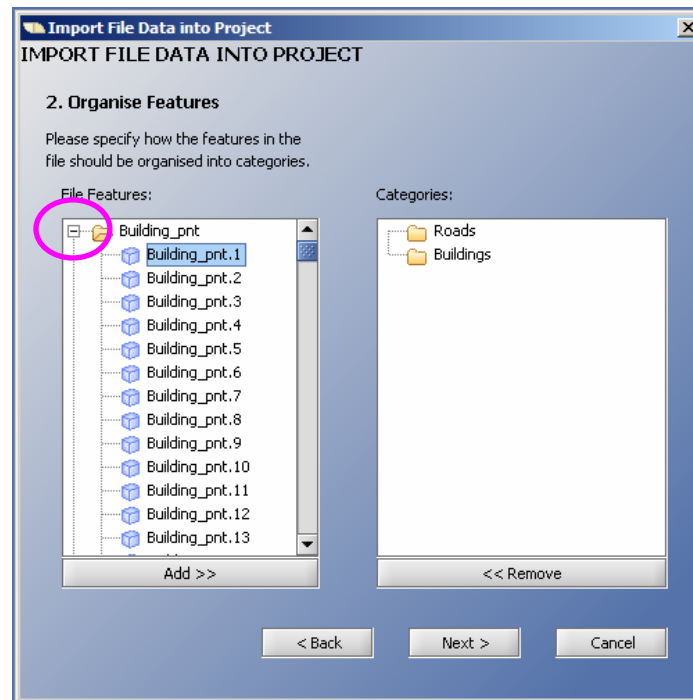 Import File Data into Project
IMPORT FILE DATA INTO PROJECT
2. Organise Features
Please specify how the features in the
file should be organised into categories.
File Features:
Building_pnt
Building_pnt.1
Building_pnt.2
Building_pnt.3
Building_pnt.4
Building_pnt.5
Building_pnt.6
Building_pnt.7
Building_pnt.8
Building_pnt.9
Building_pnt.10
Building_pnt.11
Building_pnt.12
Building_pnt.13
Add >>
Categories:
Roads
Buildings
<< Remove
< Back
Next >
Cancel